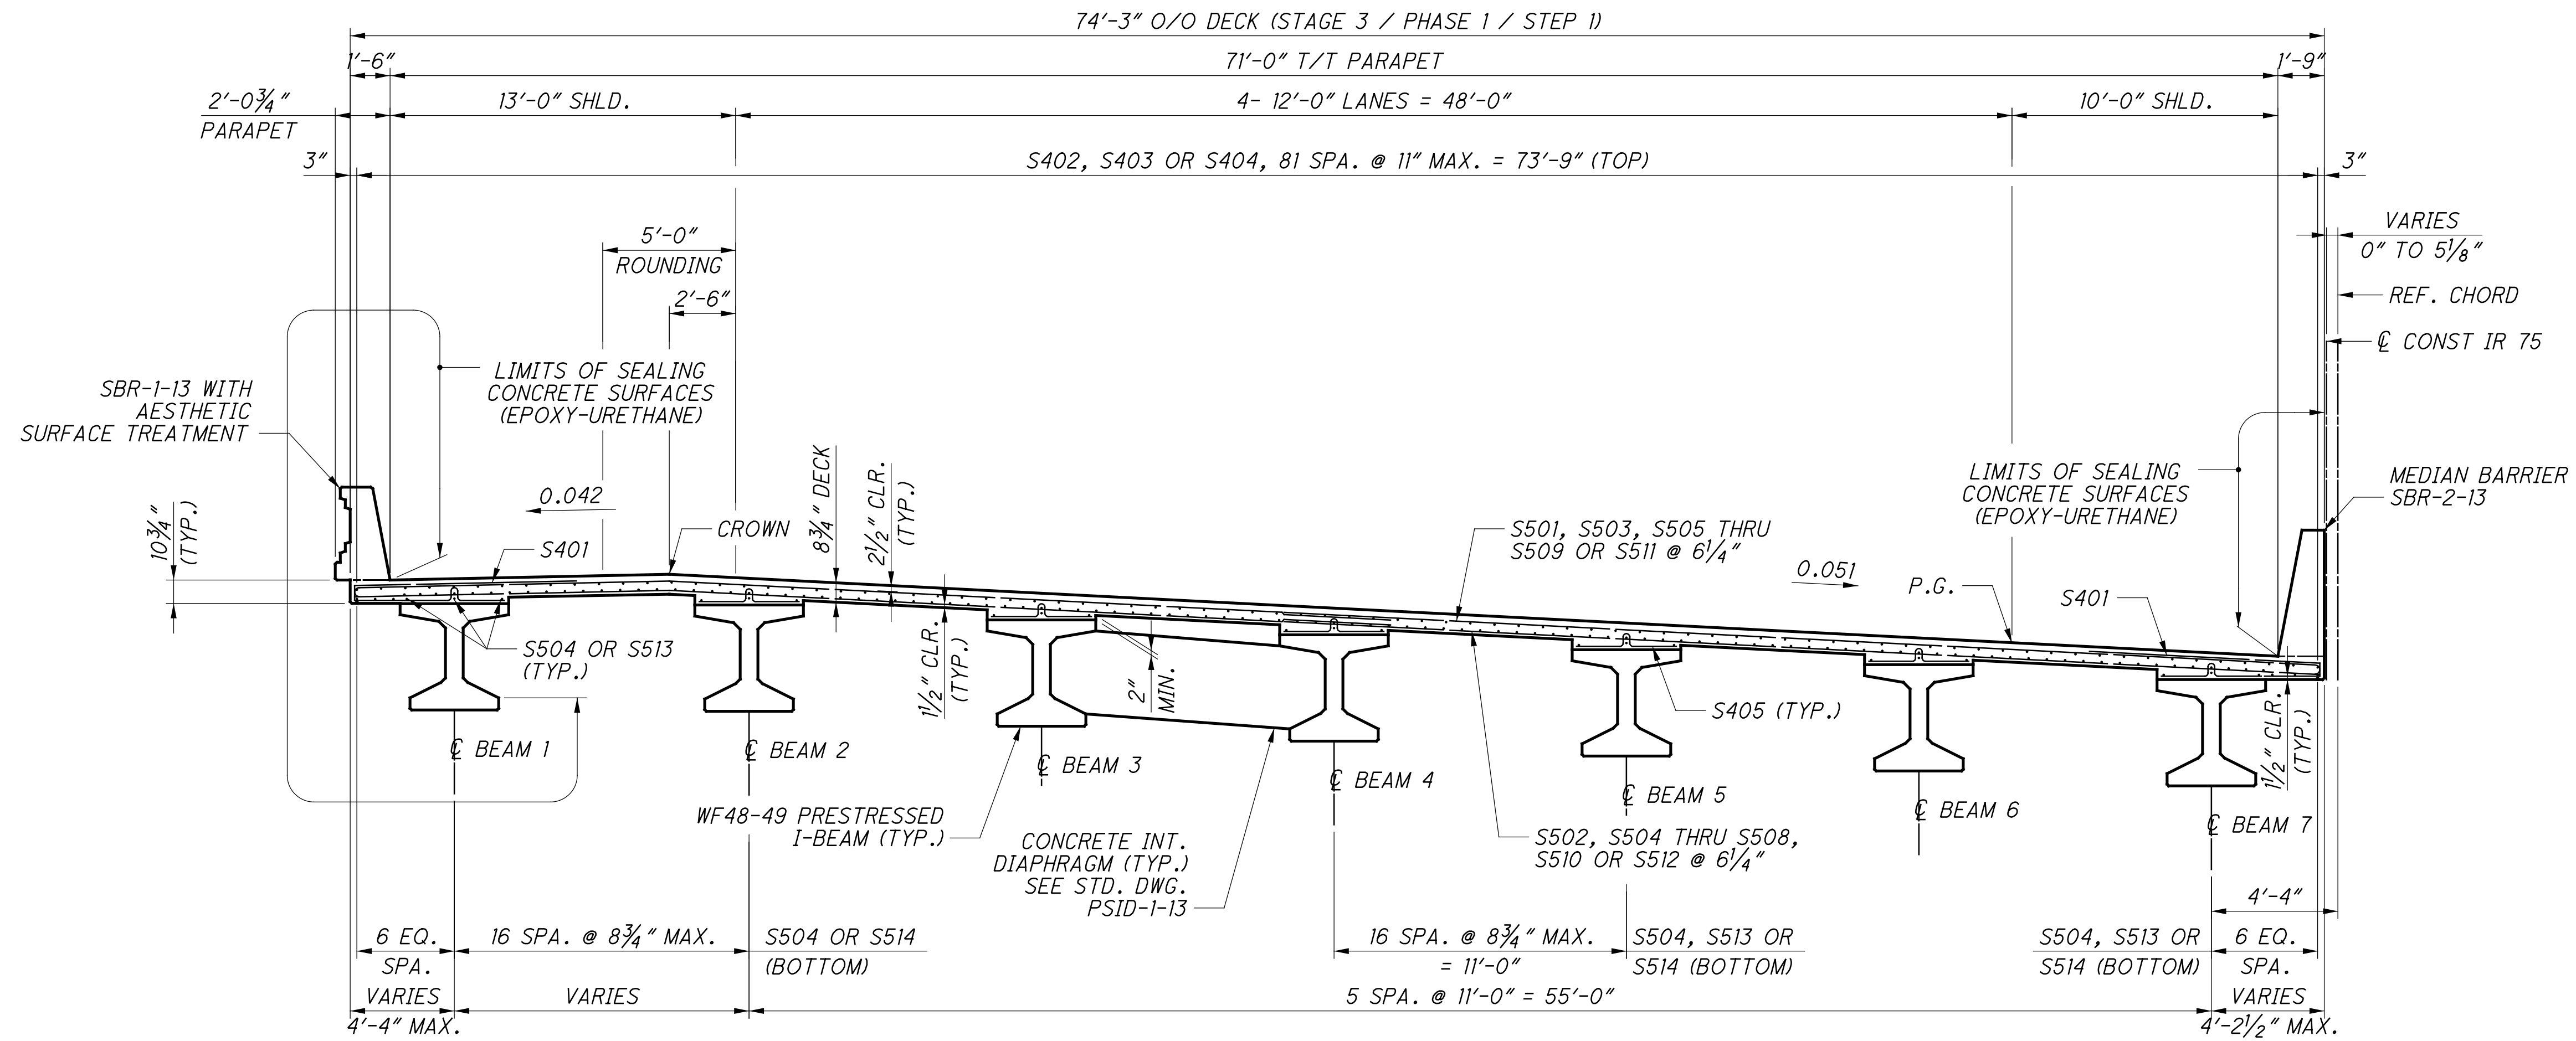 74'-3" O/O DECK (STAGE 3 / PHASE 1 / STEP 1)
1'-6"
71'-0" T/T PARAPET
1'-9"
2'-0¾"
PARAPET
13'-0" SHLD.
4- 12'-0" LANES = 48'-0"
10'-0" SHLD.
3"
S402, S403 OR S404, 81 SPA. @ 11" MAX. = 73'-9" (TOP)
3"
VARIES
0" TO 5⅛"
5'-0"
ROUNDING
2'-6"
REF. CHORD
℄ CONST IR 75
LIMITS OF SEALING
CONCRETE SURFACES
(EPOXY-URETHANE)
SBR-1-13 WITH
AESTHETIC
SURFACE TREATMENT
LIMITS OF SEALING
CONCRETE SURFACES
(EPOXY-URETHANE)
MEDIAN BARRIER
SBR-2-13
10¾"
(TYP.)
0.042
S401
CROWN
8¾" DECK
2½" CLR.
(TYP.)
S501, S503, S505 THRU
S509 OR S511 @ 6¼"
0.051
P.G.
S401
S504 OR S513
(TYP.)
1½" CLR.
(TYP.)
2"
MIN.
S405 (TYP.)
1½" CLR.
(TYP.)
℄ BEAM 1
℄ BEAM 2
℄ BEAM 3
℄ BEAM 4
℄ BEAM 5
℄ BEAM 6
℄ BEAM 7
WF48-49 PRESTRESSED
I-BEAM (TYP.)
CONCRETE INT.
DIAPHRAGM (TYP.)
SEE STD. DWG.
PSID-1-13
S502, S504 THRU S508,
S510 OR S512 @ 6¼"
4'-4"
6 EQ.
SPA.
16 SPA. @ 8¾" MAX.
S504 OR S514
(BOTTOM)
16 SPA. @ 8¾" MAX.
= 11'-0"
S504, S513 OR
S514 (BOTTOM)
S504, S513 OR
S514 (BOTTOM)
6 EQ.
SPA.
VARIES
4'-4" MAX.
VARIES
5 SPA. @ 11'-0" = 55'-0"
VARIES
4'-2½" MAX.